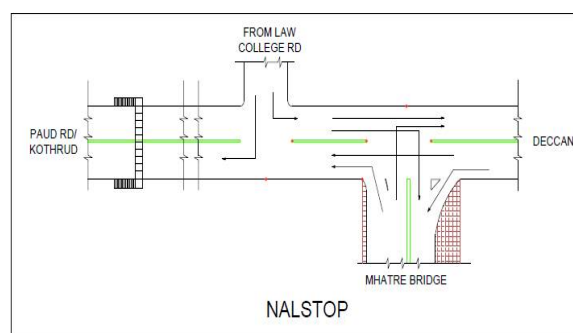 FROM LAW
COLLEGE RD
PAUD RD/
KOTHRUD
DECCAN
MHATRE BRIDGE
NALSTOP